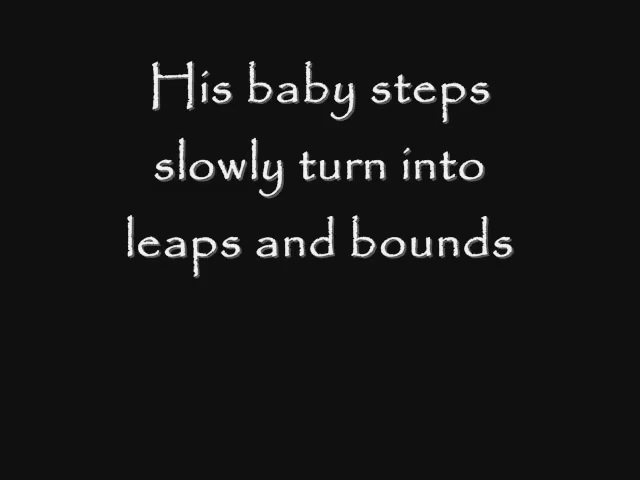 His baby steps
slowly turn into
leaps and bounds